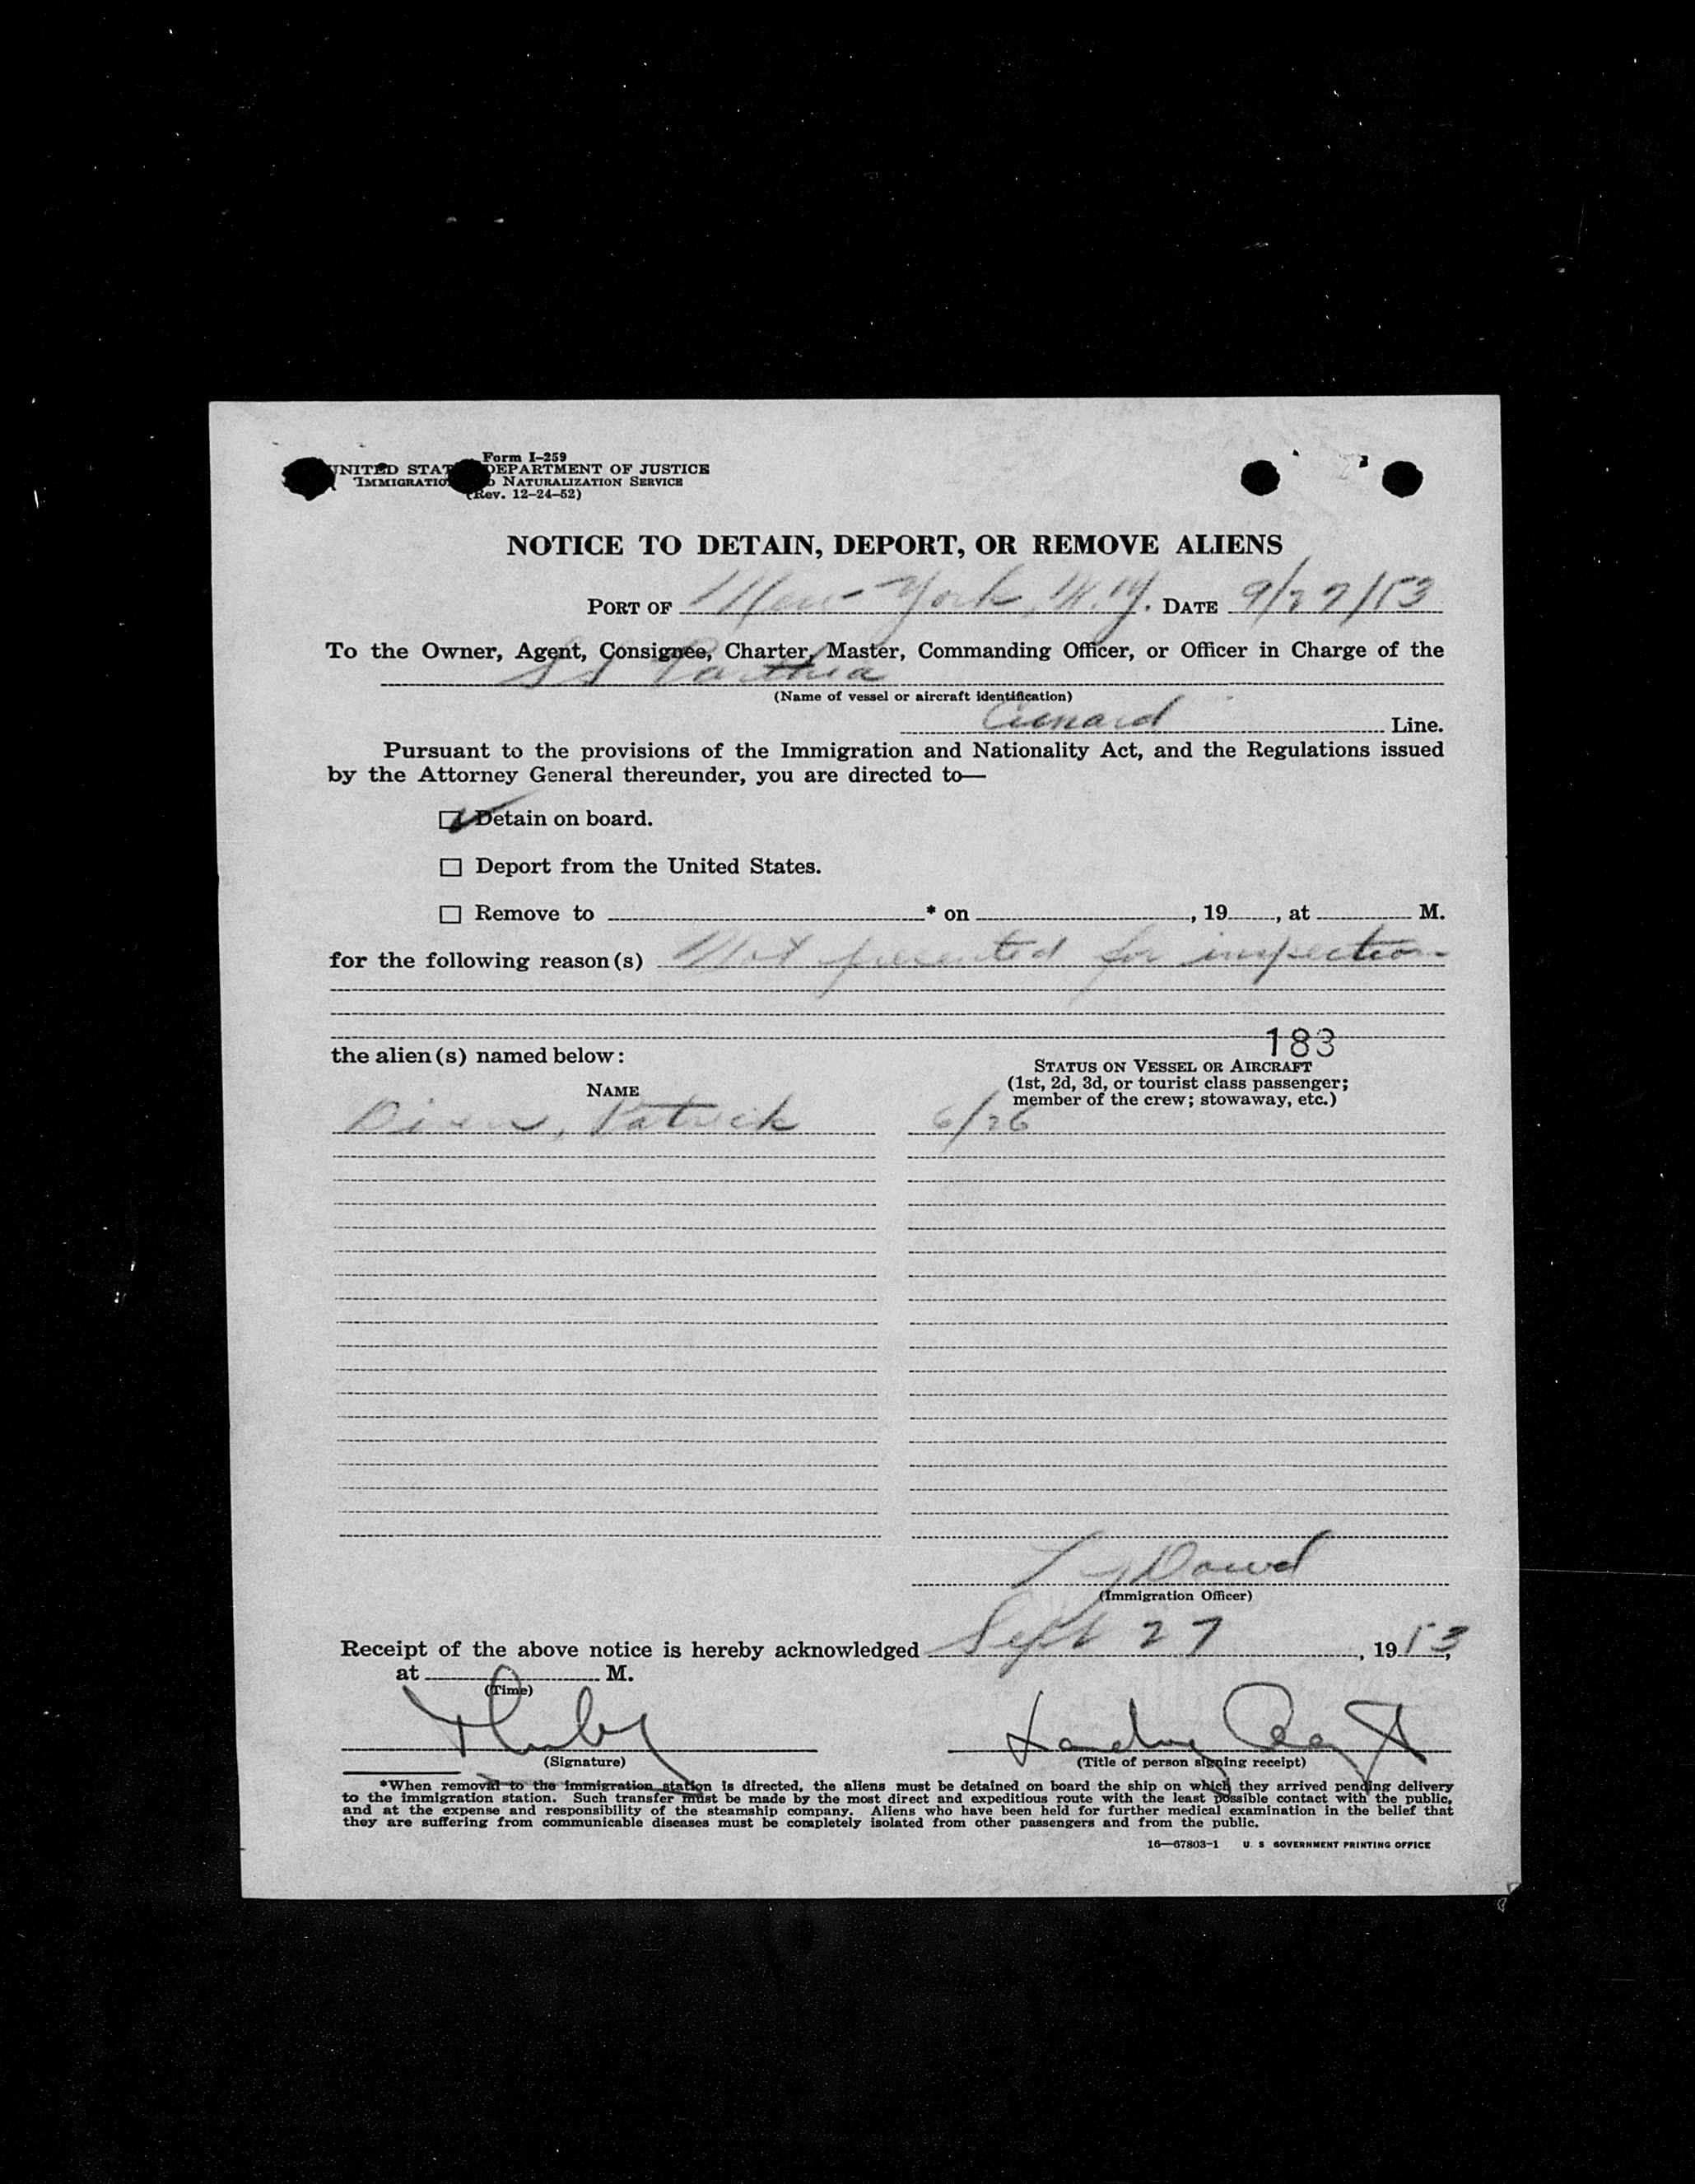 Form I-259
UNITED STAT DEPARTMENT OF JUSTICE
IMMIGRATIO D NATURALIZATION SERVICE
(Rev. 12-24-52)
NOTICE TO DETAIN, DEPORT, OR REMOVE ALIENS
PORT OF New York, N.Y. DATE 9/27/53
To the Owner, Agent, Consignee, Charter, Master, Commanding Officer, or Officer in Charge of the
SS Parthia
(Name of vessel or aircraft identification)
Cunard Line.
Pursuant to the provisions of the Immigration and Nationality Act, and the Regulations issued
by the Attorney General thereunder, you are directed to—
Detain on board.
Deport from the United States.
Remove to * on , 19 , at M.
for the following reason(s) Not presented for inspection
183
the alien(s) named below:
STATUS ON VESSEL OR AIRCRAFT
(1st, 2d, 3d, or tourist class passenger;
member of the crew; stowaway, etc.)
NAME
Patrick 6/26
Dowd
(Immigration Officer)
Receipt of the above notice is hereby acknowledged Sept 27, 1953,
at M.
(Time)
Landing Agt
(Signature) (Title of person signing receipt)
*When removal to the immigration station is directed, the aliens must be detained on board the ship on which they arrived pending delivery
to the immigration station. Such transfer must be made by the most direct and expeditious route with the least possible contact with the public,
and at the expense and responsibility of the steamship company. Aliens who have been held for further medical examination in the belief that
they are suffering from communicable diseases must be completely isolated from other passengers and from the public.
16—67803-1 U. S GOVERNMENT PRINTING OFFICE